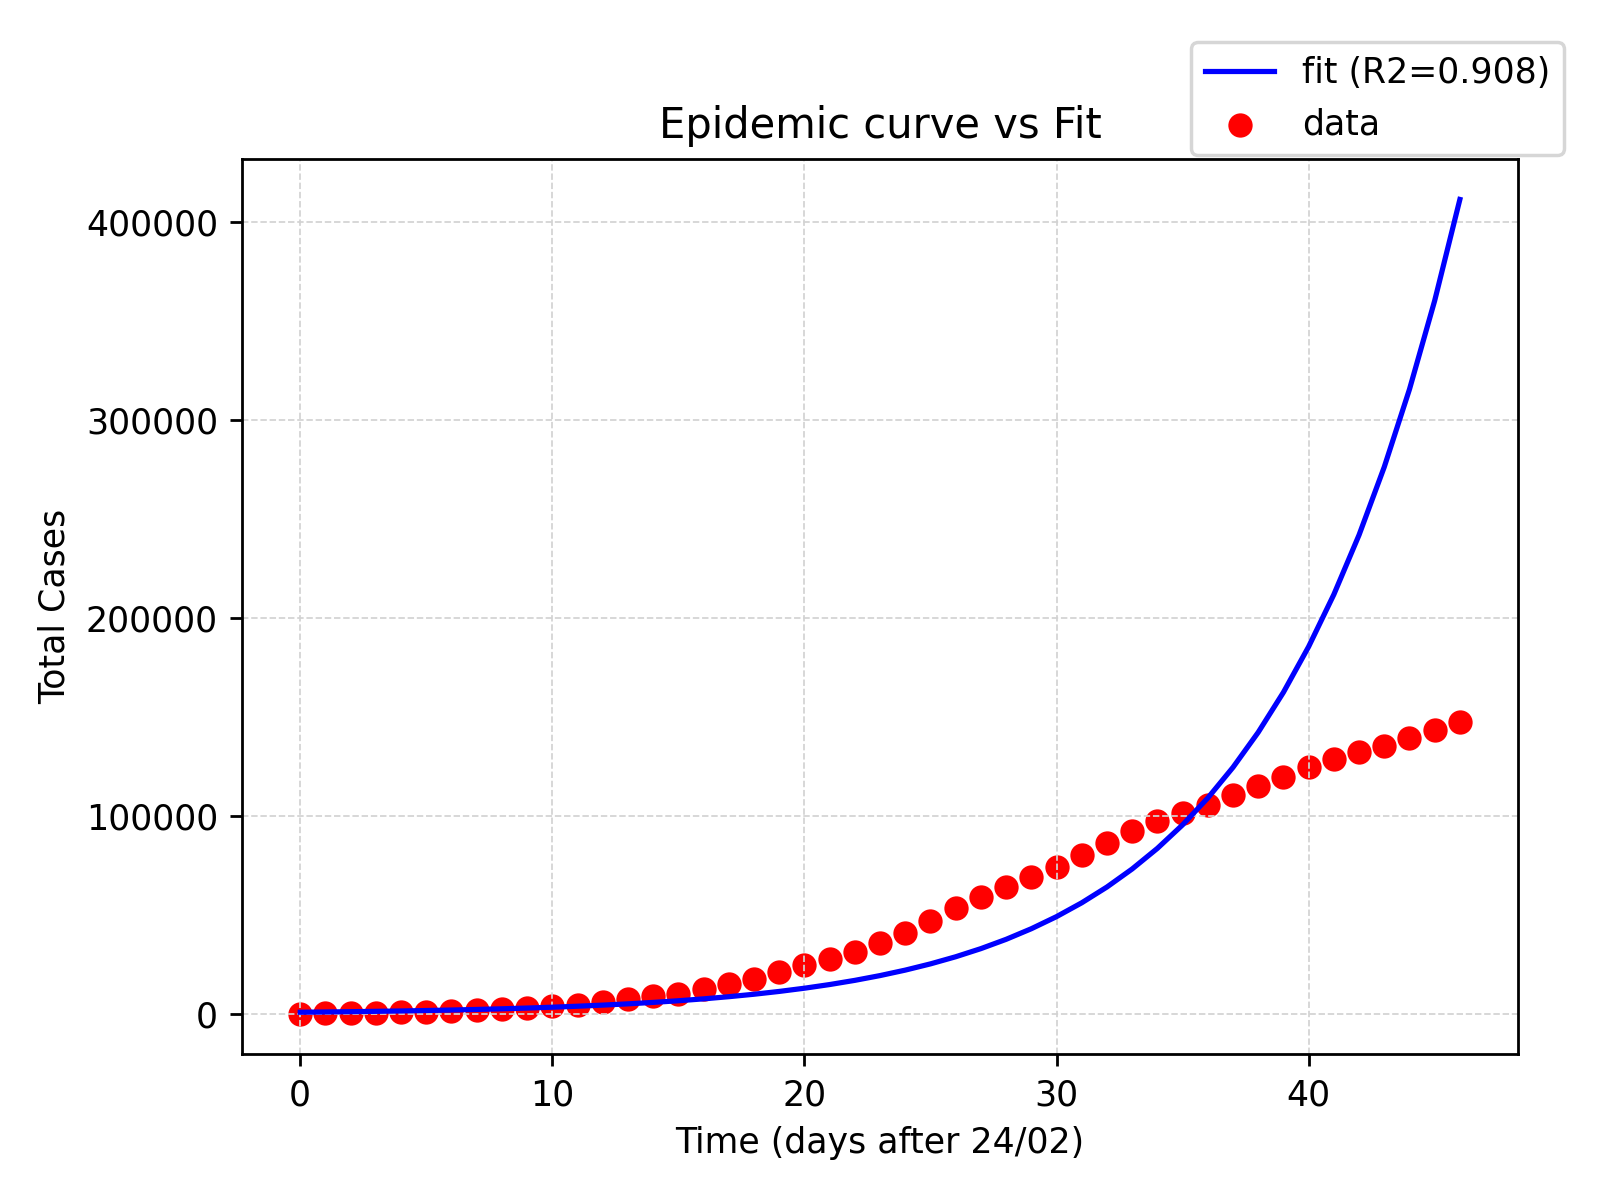 fit (R2=0.908)
data
Epidemic curve vs Fit
400000
300000
200000
100000
0
Total Cases
0 10 20 30 40
Time (days after 24/02)